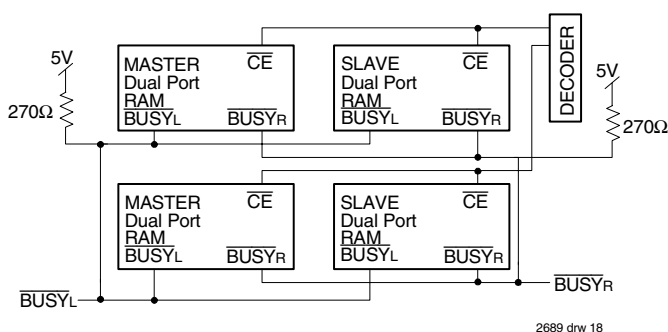 5V
270Ω
MASTER
Dual Port
RAM
BUSYL
CE
BUSYR
SLAVE
Dual Port
RAM
BUSYL
CE
BUSYR
DECODER
5V
270Ω
MASTER
Dual Port
RAM
BUSYL
CE
BUSYR
SLAVE
Dual Port
RAM
BUSYL
CE
BUSYR
BUSYL
BUSYR
2689 drw 18